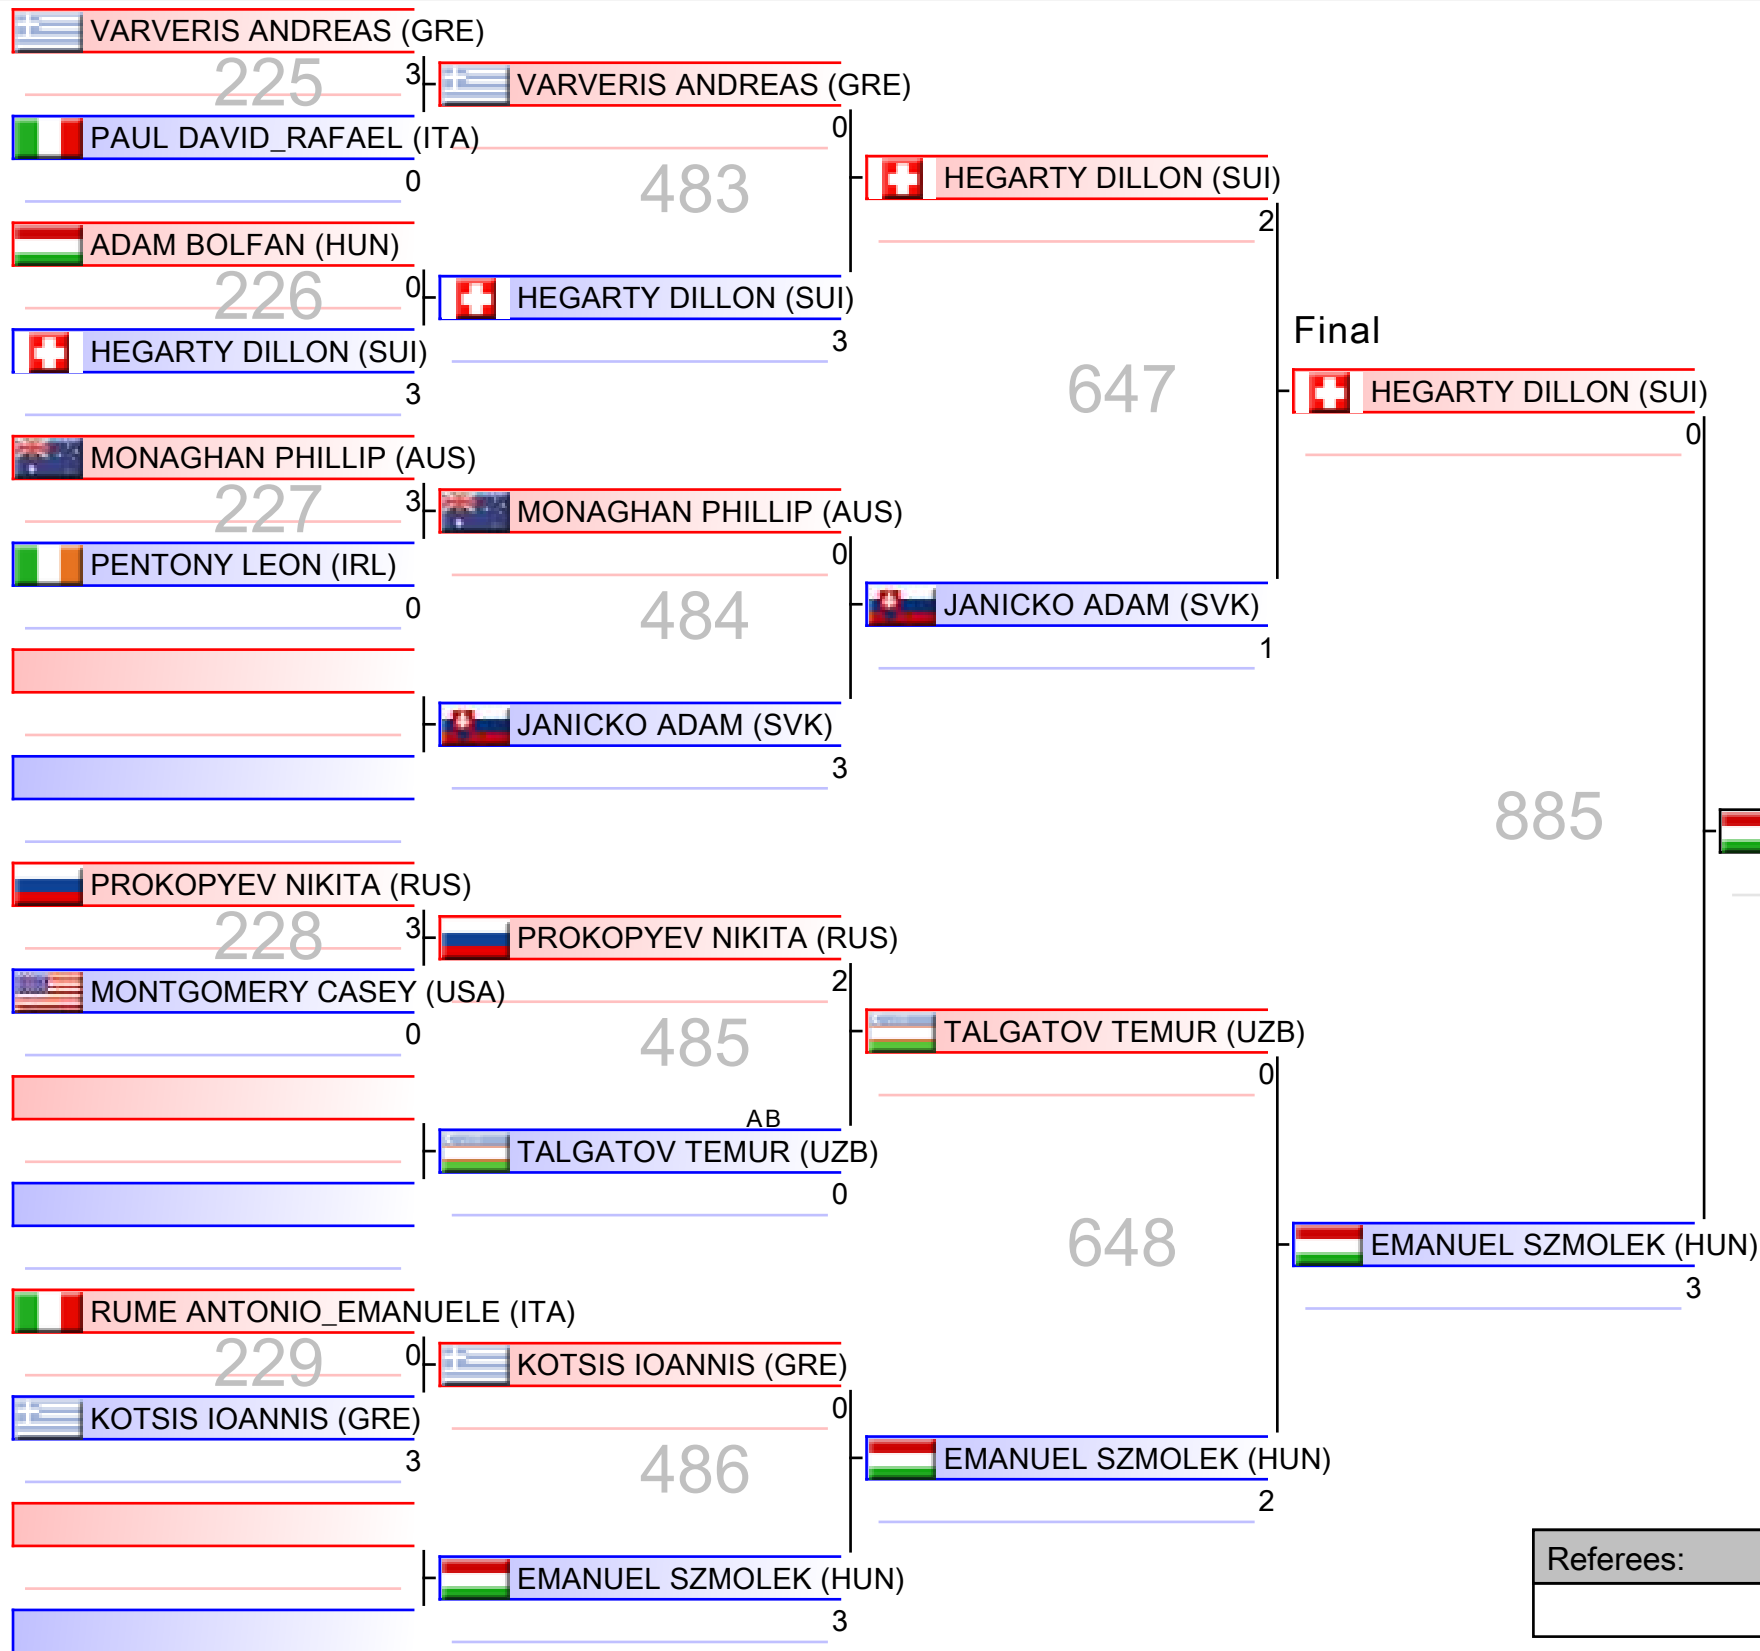 VARVERIS ANDREAS (GRE)
225
3
PAUL DAVID_RAFAEL (ITA)
0
ADAM BOLFAN (HUN)
226
0
HEGARTY DILLON (SUI)
3
MONAGHAN PHILLIP (AUS)
227
3
PENTONY LEON (IRL)
0
PROKOPYEV NIKITA (RUS)
228
3
MONTGOMERY CASEY (USA)
0
RUME ANTONIO_EMANUELE (ITA)
229
0
KOTSIS IOANNIS (GRE)
3
VARVERIS ANDREAS (GRE)
0
483
HEGARTY DILLON (SUI)
3
MONAGHAN PHILLIP (AUS)
0
484
JANICKO ADAM (SVK)
3
PROKOPYEV NIKITA (RUS)
2
485
AB
TALGATOV TEMUR (UZB)
0
KOTSIS IOANNIS (GRE)
0
486
EMANUEL SZMOLEK (HUN)
3
HEGARTY DILLON (SUI)
2
647
JANICKO ADAM (SVK)
1
TALGATOV TEMUR (UZB)
0
648
EMANUEL SZMOLEK (HUN)
2
Final
HEGARTY DILLON (SUI)
0
885
EMANUEL SZMOLEK (HUN)
3
Referees: